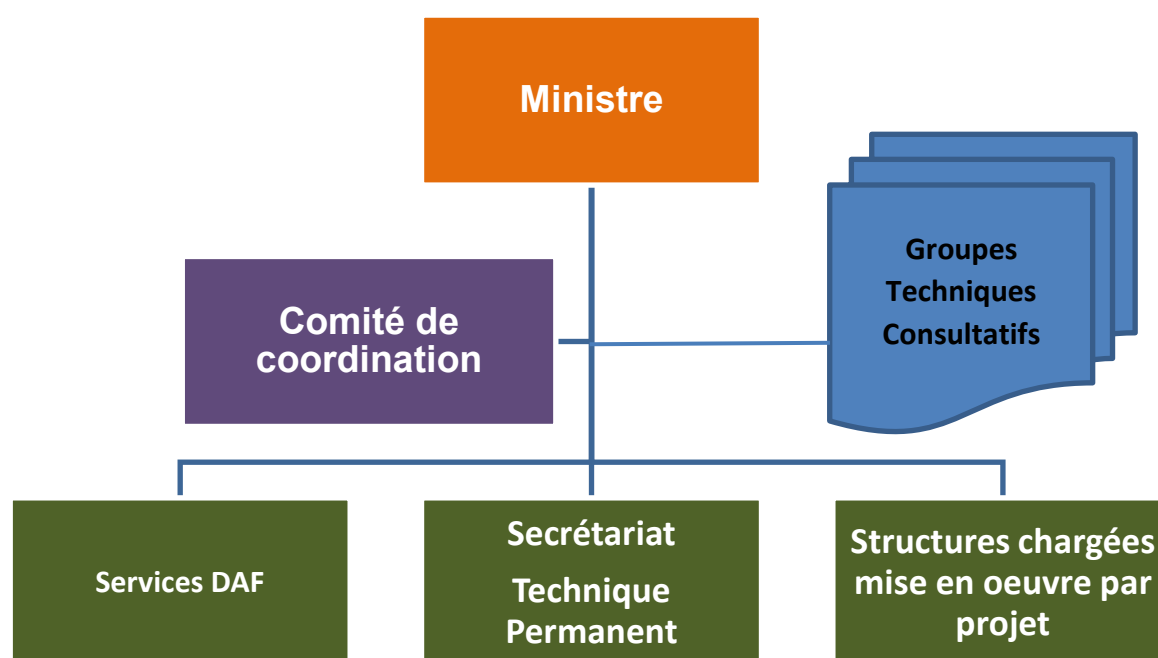 Ministre
Groupes
Techniques
Consultatifs
Comité de
coordination
Services DAF
Secrétariat
Technique
Permanent
Structures chargées
mise en oeuvre par
projet